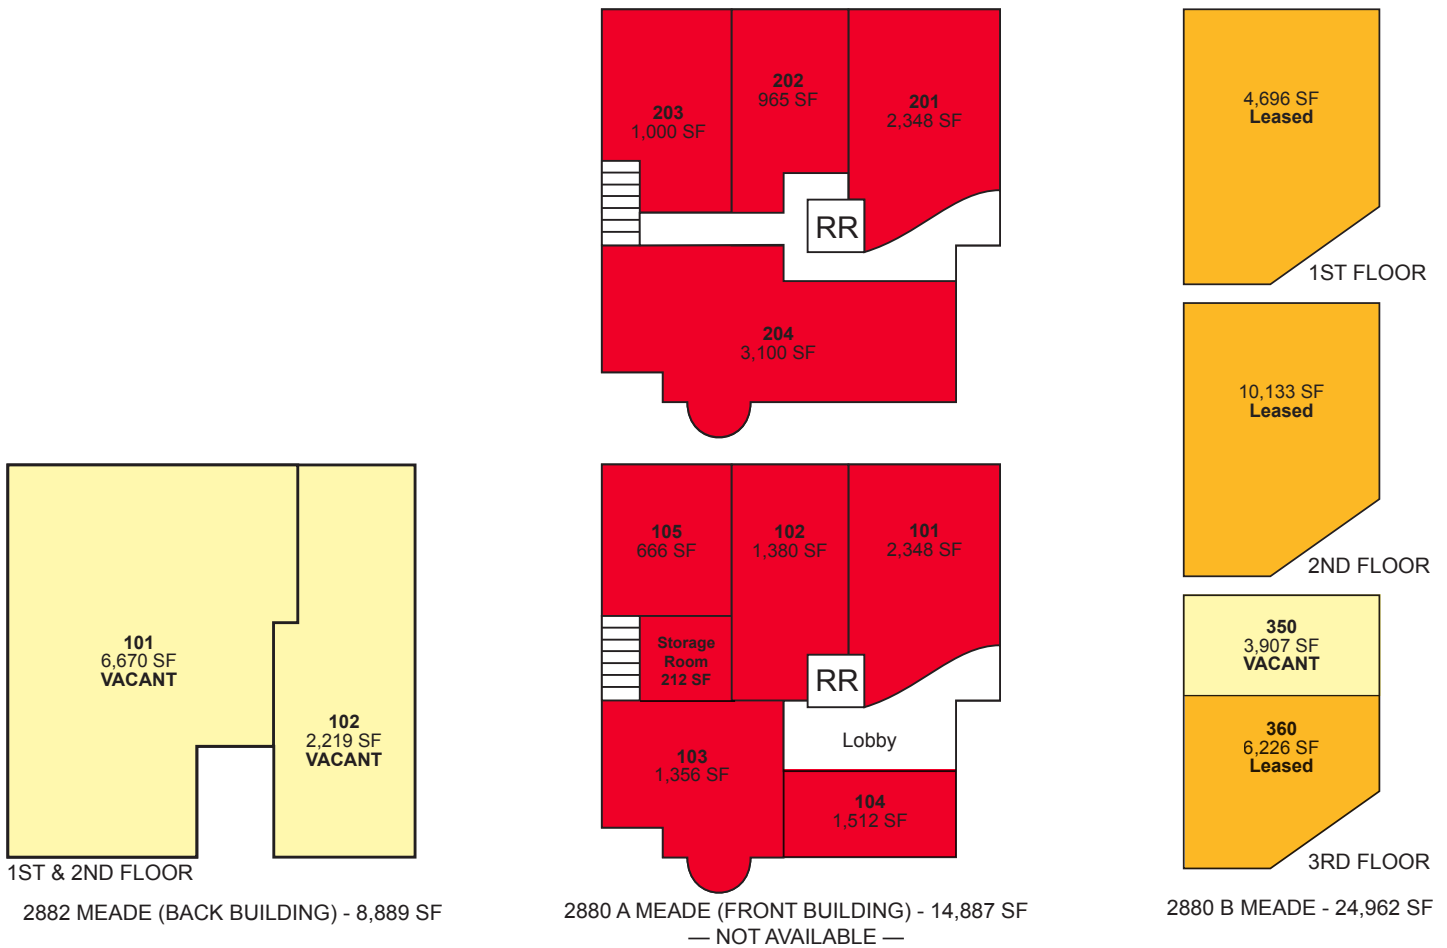 203
1,000 SF
202
965 SF
201
2,348 SF
RR
204
3,100 SF
105
666 SF
102
1,380 SF
101
2,348 SF
Storage
Room
212 SF
RR
Lobby
103
1,356 SF
104
1,512 SF
2880 A MEADE (FRONT BUILDING) - 14,887 SF
— NOT AVAILABLE —
101
6,670 SF
VACANT
102
2,219 SF
VACANT
1ST & 2ND FLOOR
2882 MEADE (BACK BUILDING) - 8,889 SF
4,696 SF
Leased
1ST FLOOR
10,133 SF
Leased
2ND FLOOR
350
3,907 SF
VACANT
360
6,226 SF
Leased
3RD FLOOR
2880 B MEADE - 24,962 SF